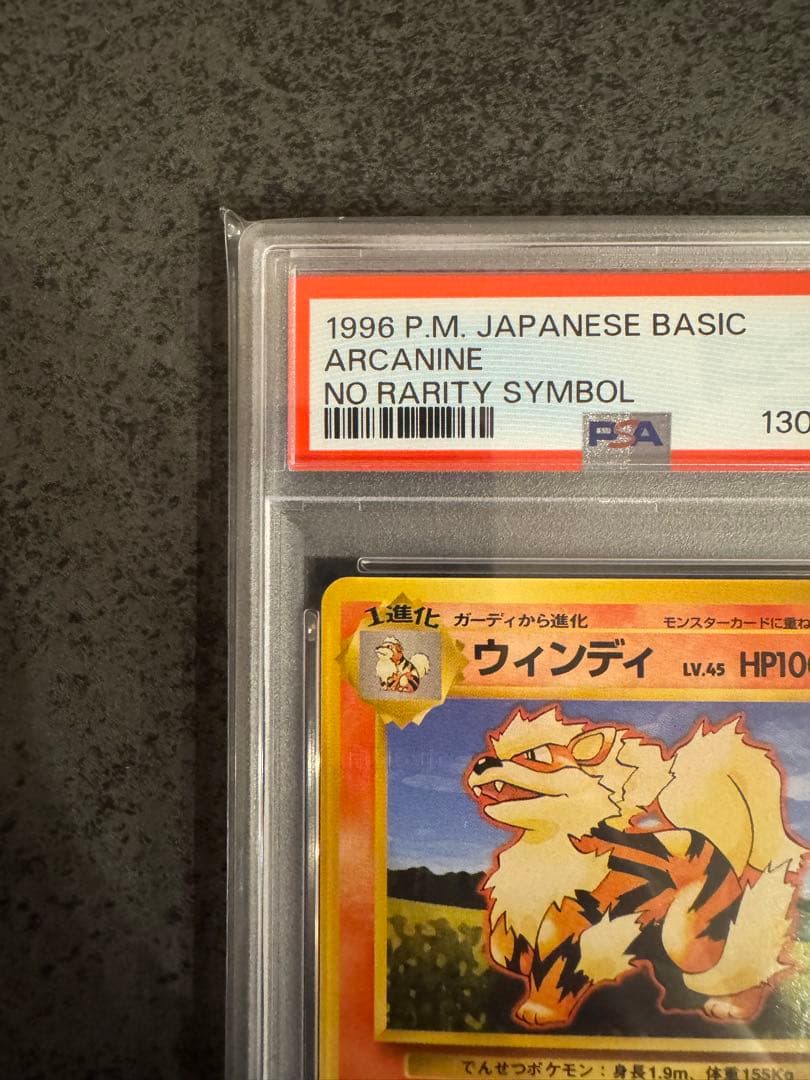 1996 P.M. JAPANESE BASIC
ARCANINE
NO RARITY SYMBOL
PSA
130
1進化 ガーディから進化 モンスターカードに重ね
ウィンディ LV.45 HP100
でんせつポケモン：身長1.9m、体重155Kg